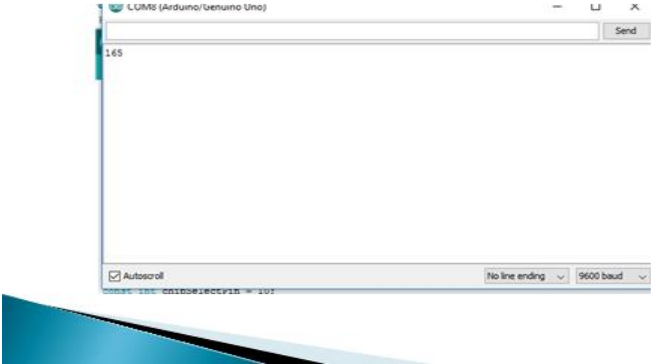 COM8 (Arduino/Genuino Uno)
Send
165
Autoscroll
No line ending
9600 baud
const int chipSelectPin = 10;